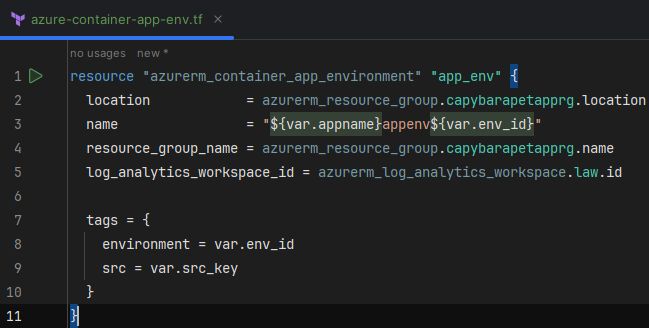 azure-container-app-env.tf ×
no usages new *
1 resource "azurerm_container_app_environment" "app_env" {
2 location = azurerm_resource_group.capybarapetapprg.location
3 name = "${var.appname}appenv${var.env_id}"
4 resource_group_name = azurerm_resource_group.capybarapetapprg.name
5 log_analytics_workspace_id = azurerm_log_analytics_workspace.law.id
6
7 tags = {
8 environment = var.env_id
9 src = var.src_key
10 }
11 }